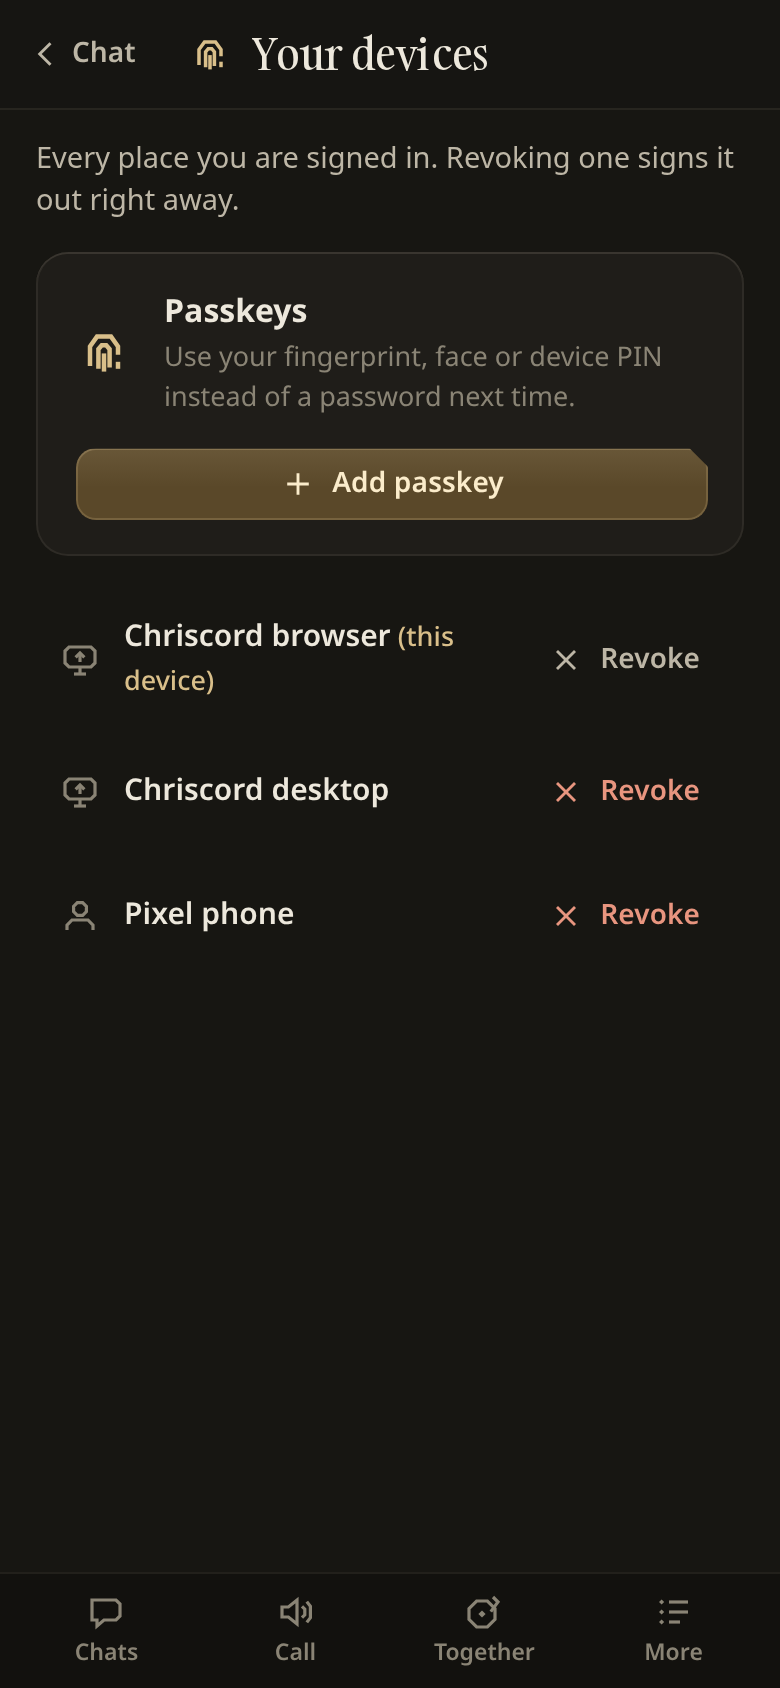 Chat
Your devices
Every place you are signed in. Revoking one signs it
out right away.
Passkeys
Use your fingerprint, face or device PIN
instead of a password next time.
Add passkey
Chriscord browser (this
device)
Revoke
Chriscord desktop
Revoke
Pixel phone
Revoke
Chats
Call
Together
More